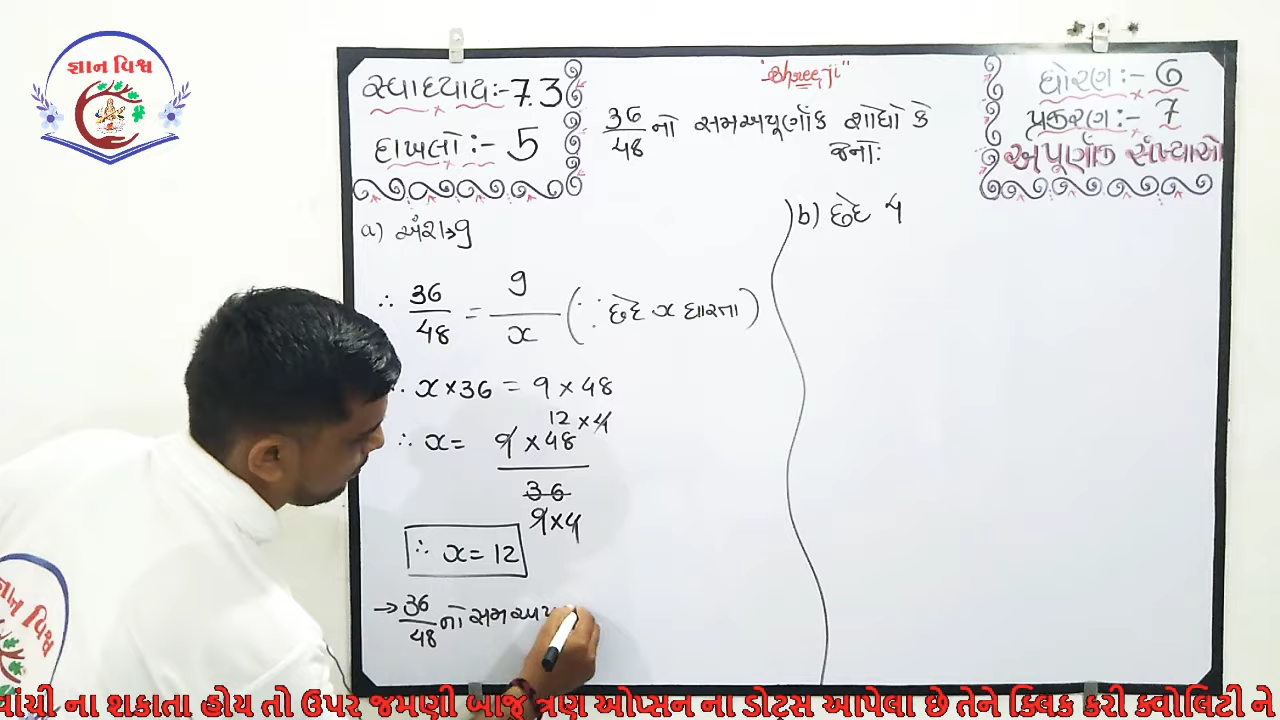 જ્ઞાન વિશ્વ
"Shreeji"
સ્વાધ્યાય:- 7.3
દાખલો:- 5
36/48 નો સમઅપૂર્ણાંક શોધો કે
જેનો:
ધોરણ:- 6
પ્રકરણ:- 7
અપૂર્ણાંક સંખ્યાઓ
a) અંશ→9
∴ 36/48 = 9/x (∵ છેદ x ધારતા)
∴ x×36 = 9×48
12×4
∴ x= 9×48
36
9×4
∴ x=12
→ 36/48 નો સમઅપ
b) છેદ 4
જ્ઞાન વિશ્વ
વાંચી ના શકાતા હોય તો ઉપર જમણી બાજુ ત્રણ ઓપ્સન ના ડોટ્સ આપેલા છે તેને ક્લિક કરી ક્વોલિટી ને